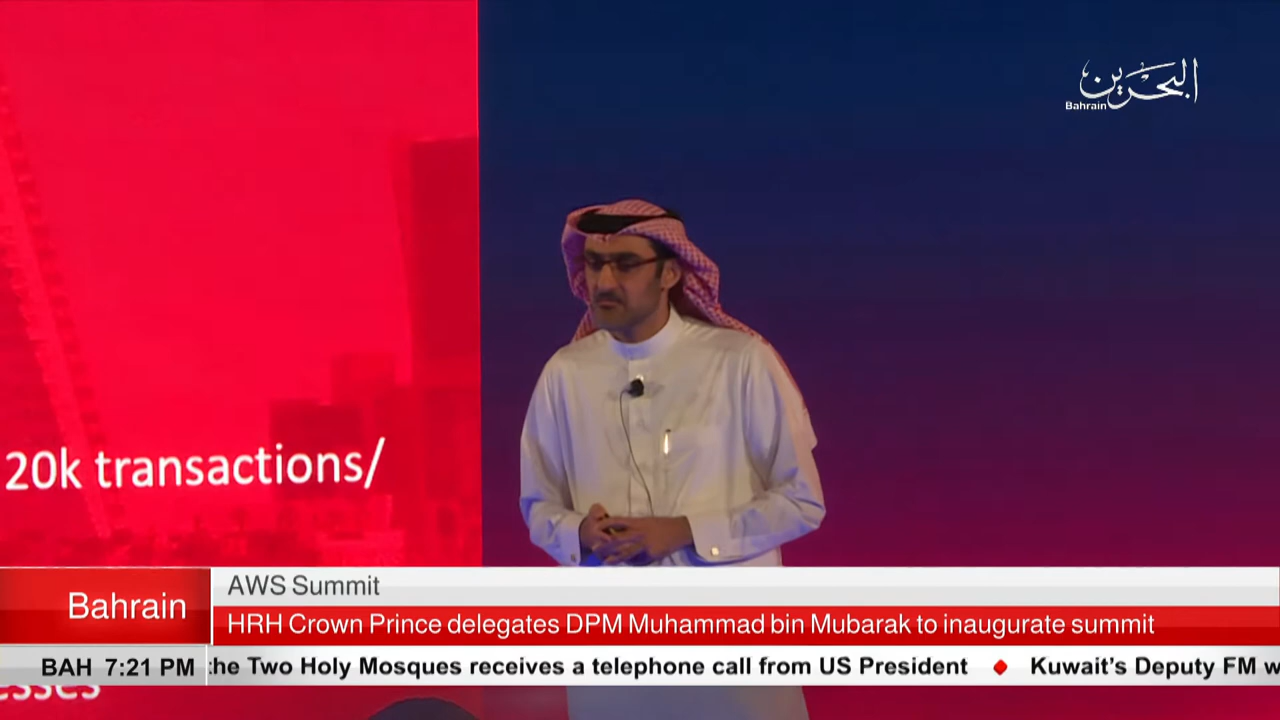 البحرين
Bahrain
20k transactions/
Bahrain
AWS Summit
HRH Crown Prince delegates DPM Muhammad bin Mubarak to inaugurate summit
BAH 7:21 PM
the Two Holy Mosques receives a telephone call from US President
Kuwait’s Deputy FM w
esses